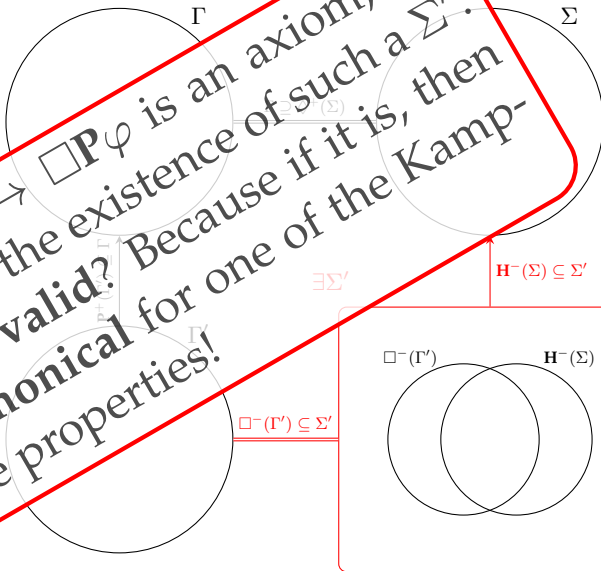 Γ
Σ
→ □Pφ is an axiom,
the existence of such a Σ′.
valid? Because if it is, then
for one of the Kamp-
e properties!
∃Σ′
Γ′
H⁻(Σ) ⊆ Σ′
□⁻(Γ′) ⊆ Σ′
□⁻(Γ′)
H⁻(Σ)